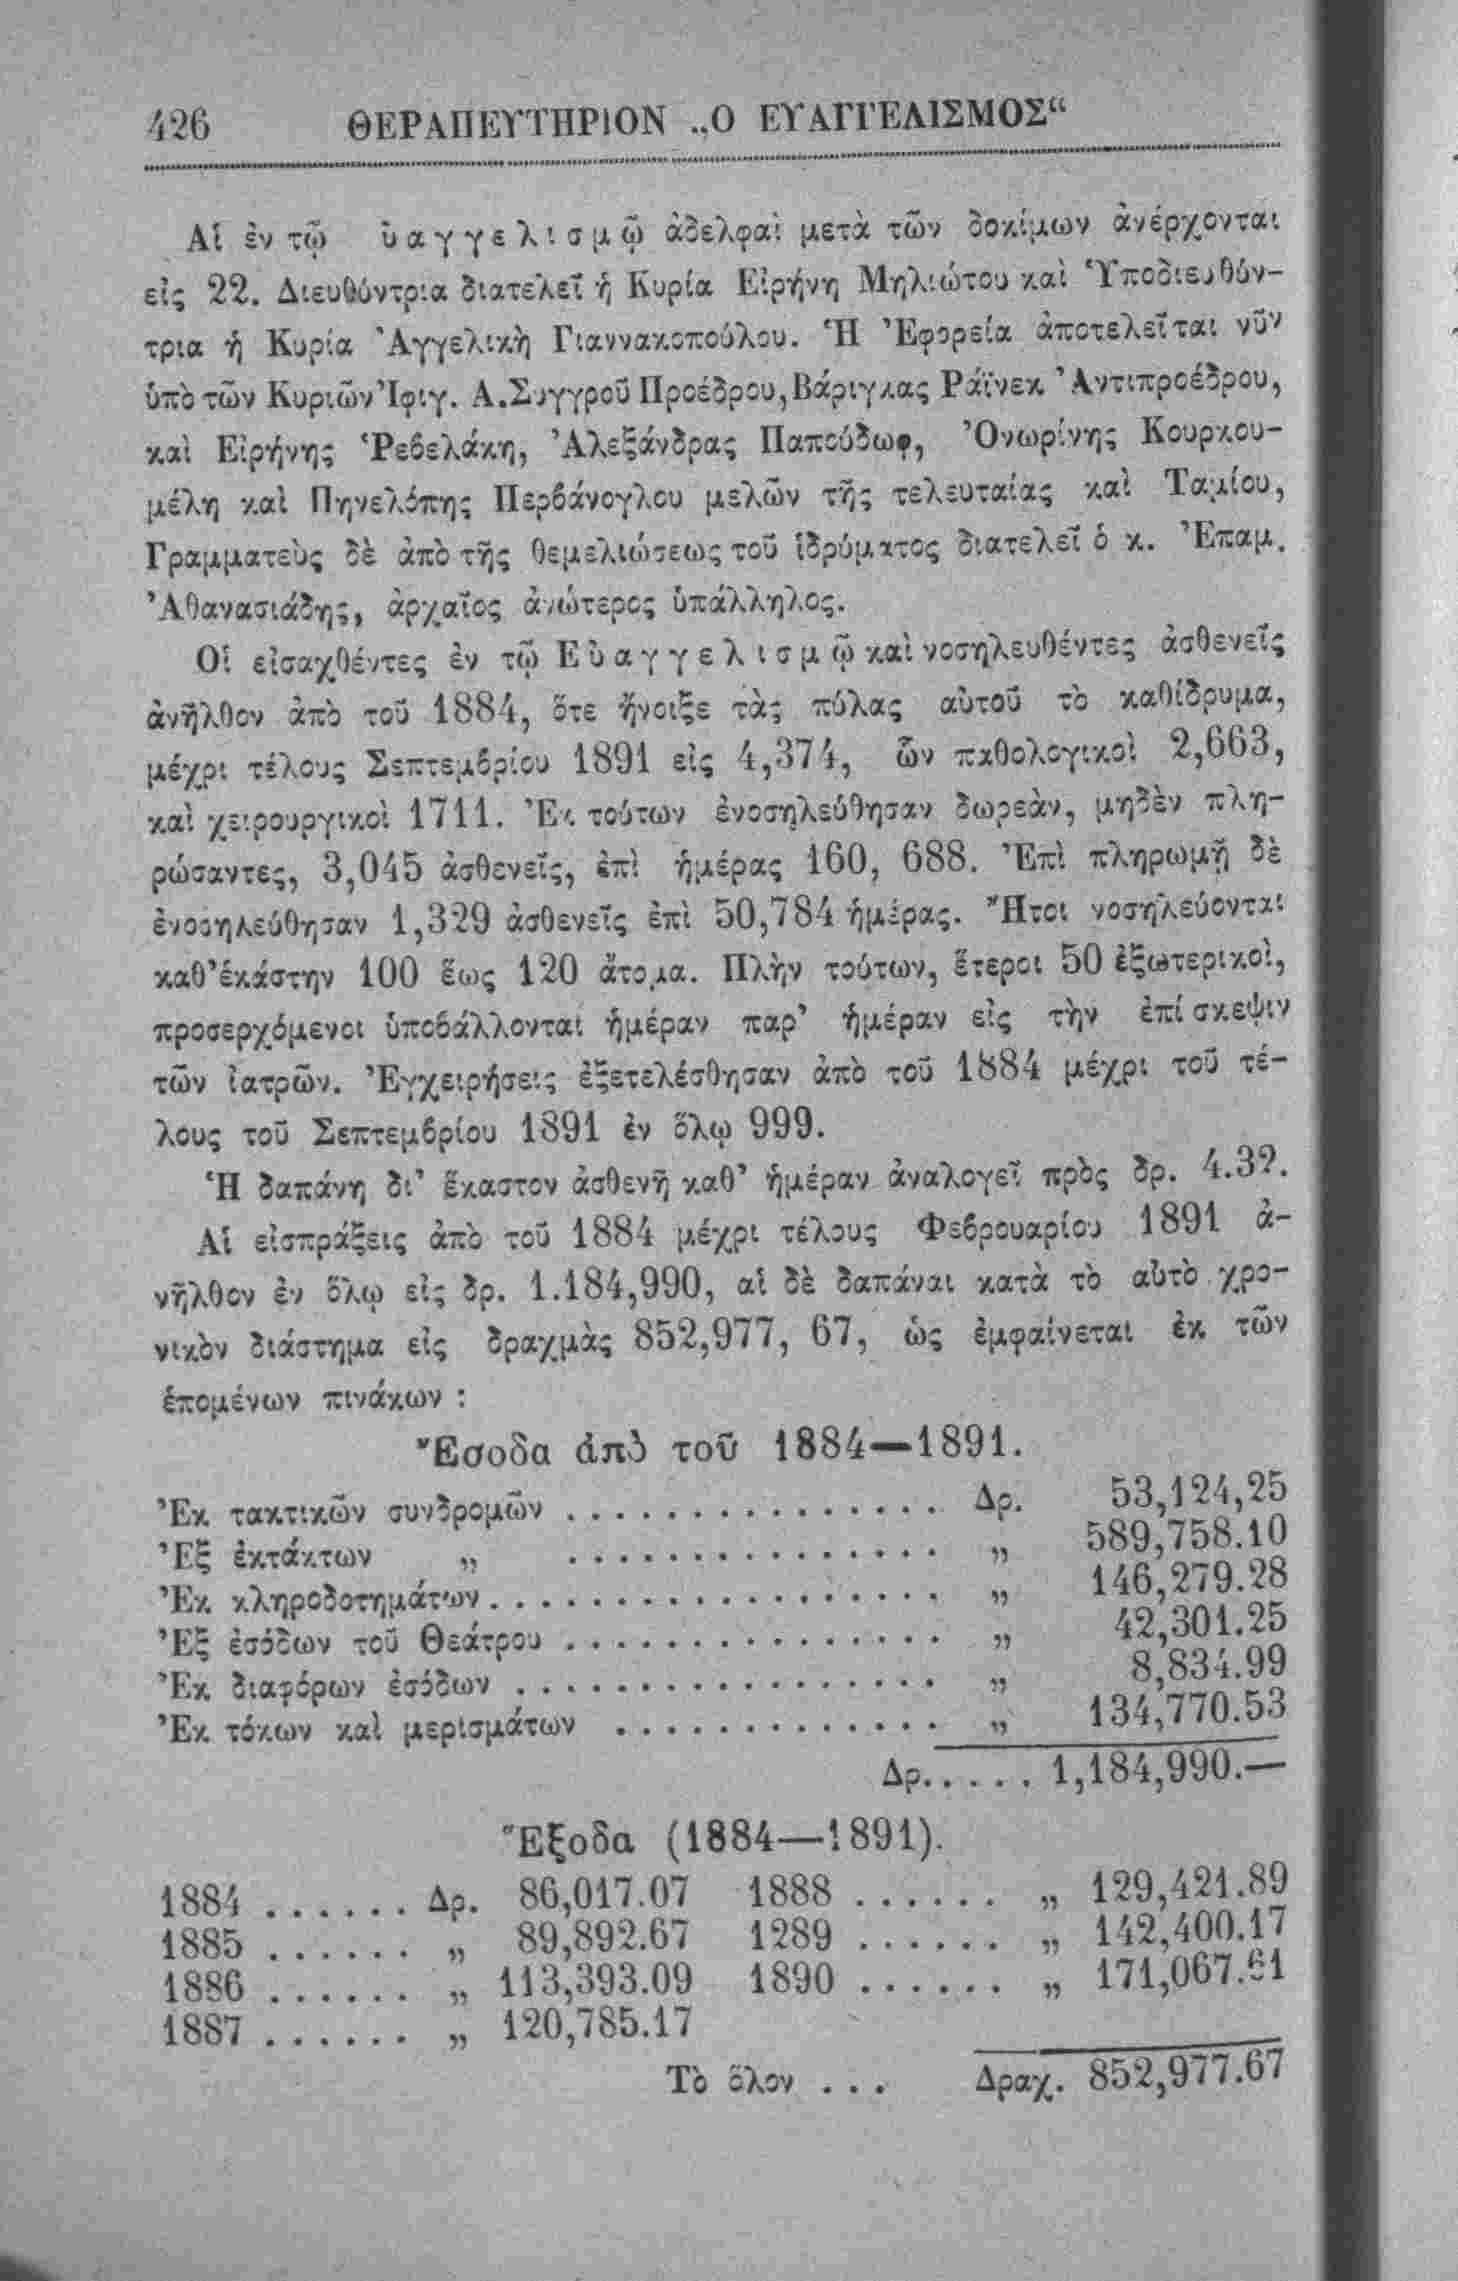 426 ΘΕΡΑΠΕΥΤΗΡΙΟΝ „Ο ΕΥΑΓΓΕΛΙΣΜΟΣ“
Αἱ ἐν τῷ ὐαγγελισμῷ ἀδελφαὶ μετὰ τῶν δοκίμων ἀνέρχονται
εἰς 22. Διευθύντρια διατελεῖ ἡ Κυρία Εἰρήνη Μηλιώτου καὶ Ὑποδιευθύν-
τρια ἡ Κυρία Ἀγγελικὴ Γιαννακοπούλου. Ἡ Ἐφορεία ἀποτελεῖται νῦν
ὑπὸ τῶν Κυριῶν Ἰφιγ. Α. Συγγροῦ Προέδρου, Βάριγκας Ράϊνεκ Ἀντιπροέδρου,
καὶ Εἰρήνης Ῥεβελάκη, Ἀλεξάνδρας Παπούδωφ, Ὀνωρίνης Κουρκου-
μέλη καὶ Πηνελόπης Περβάνογλου μελῶν τῆς τελευταίας καὶ Ταμίου,
Γραμματεὺς δὲ ἀπὸ τῆς θεμελιώσεως τοῦ ἱδρύματος διατελεῖ ὁ κ. Ἐπαμ.
Ἀθανασιάδης, ἀρχαῖος ἀνώτερος ὑπάλληλος.
Οἱ εἰσαχθέντες ἐν τῷ Εὐαγγελισμῷ καὶ νοσηλευθέντες ἀσθενεῖς
ἀνῆλθον ἀπὸ τοῦ 1884, ὅτε ἤνοιξε τὰς πύλας αὐτοῦ τὸ καθίδρυμα,
μέχρι τέλους Σεπτεμβρίου 1891 εἰς 4,374, ὧν παθολογικοὶ 2,663,
καὶ χειρουργικοὶ 1711. Ἐκ τούτων ἐνοσηλεύθησαν δωρεὰν, μηδὲν πλη-
ρώσαντες, 3,045 ἀσθενεῖς, ἐπὶ ἡμέρας 160, 688. Ἐπὶ πληρωμῇ δὲ
ἐνοσηλεύθησαν 1,329 ἀσθενεῖς ἐπὶ 50,784 ἡμέρας. Ἤτοι νοσηλεύονται
καθ’ ἑκάστην 100 ἕως 120 ἄτομα. Πλὴν τούτων, ἕτεροι 50 ἐξωτερικοὶ,
προσερχόμενοι ὑποβάλλονται ἡμέραν παρ’ ἡμέραν εἰς τὴν ἐπίσκεψιν
τῶν ἰατρῶν. Ἐγχειρήσεις ἐξετελέσθησαν ἀπὸ τοῦ 1884 μέχρι τοῦ τέ-
λους τοῦ Σεπτεμβρίου 1891 ἐν ὅλῳ 999.
Ἡ δαπάνη δι’ ἕκαστον ἀσθενῆ καθ’ ἡμέραν ἀναλογεῖ πρὸς δρ. 4.32.
Αἱ εἰσπράξεις ἀπὸ τοῦ 1884 μέχρι τέλους Φεβρουαρίου 1891 ἀ-
νῆλθον ἐν ὅλῳ εἰς δρ. 1.184,990, αἱ δὲ δαπάναι κατὰ τὸ αὐτὸ χρο-
νικὸν διάστημα εἰς δραχμὰς 852,977, 67, ὡς ἐμφαίνεται ἐκ τῶν
ἑπομένων πινάκων :
Ἔσοδα ἀπὸ τοῦ 1884—1891.
Ἐκ τακτικῶν συνδρομῶν . . . . . . . . . . . . . . . Δρ. 53,124,25
Ἐξ ἐκτάκτων „ . . . . . . . . . . . . . . . „ 589,758.10
Ἐκ κληροδοτημάτων . . . . . . . . . . . . . . . . . . „ 146,279.28
Ἐξ ἐσόδων τοῦ Θεάτρου . . . . . . . . . . . . . . . „ 42,301.25
Ἐκ διαφόρων ἐσόδων . . . . . . . . . . . . . . . . . „ 8,834.99
Ἐκ τόκων καὶ μερισμάτων . . . . . . . . . . . . . „ 134,770.53
Δρ. . . . . 1,184,990.—
Ἔξοδα (1884—1891).
1884 . . . . . . Δρ. 86,017.07 1888 . . . . . . „ 129,421.89
1885 . . . . . . „ 89,892.67 1289 . . . . . . „ 142,400.17
1886 . . . . . . „ 113,393.09 1890 . . . . . . „ 171,067.61
1887 . . . . . . „ 120,785.17
Τὸ ὅλον . . . Δραχ. 852,977.67